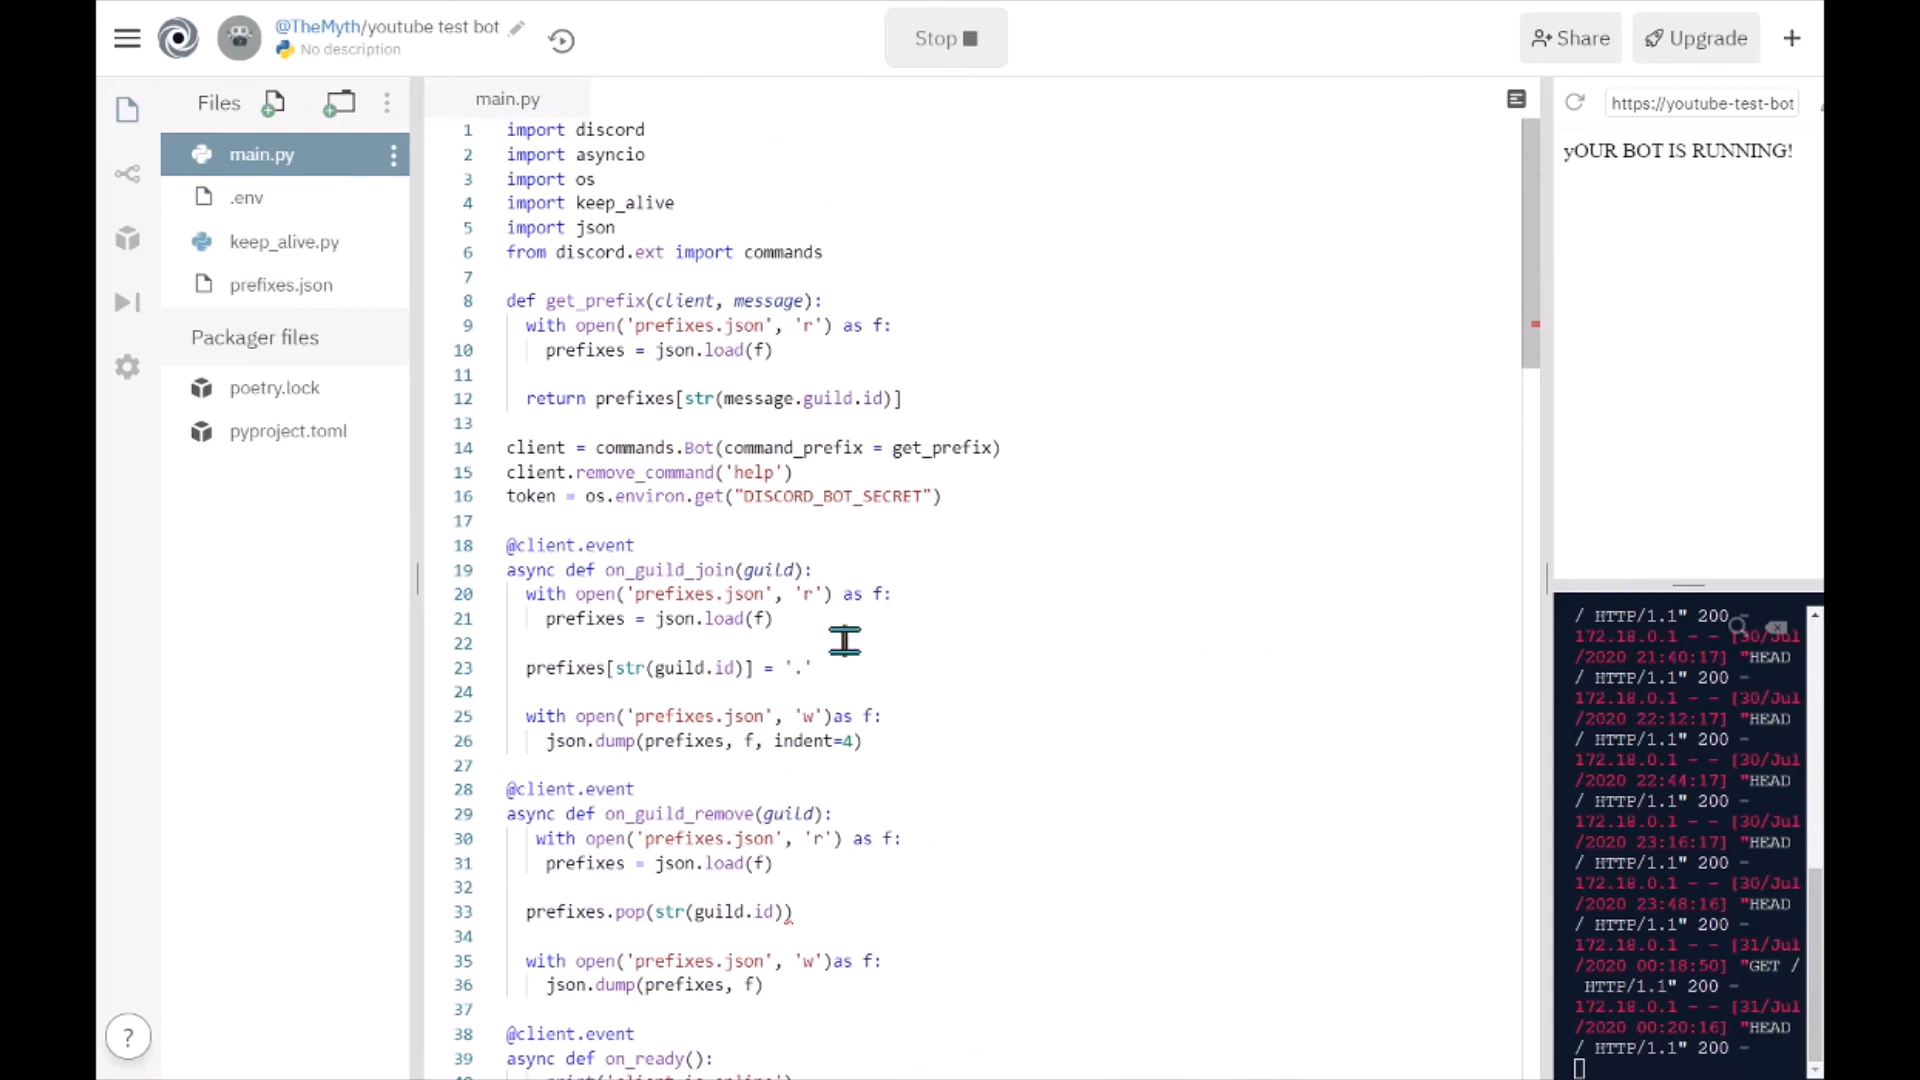 @TheMyth/youtube test bot
No description
Stop
Share
Upgrade
Files
main.py
.env
keep_alive.py
prefixes.json
Packager files
poetry.lock
pyproject.toml
main.py
1 import discord
2 import asyncio
3 import os
4 import keep_alive
5 import json
6 from discord.ext import commands
7
8 def get_prefix(client, message):
9 with open('prefixes.json', 'r') as f:
10 prefixes = json.load(f)
11
12 return prefixes[str(message.guild.id)]
13
14 client = commands.Bot(command_prefix = get_prefix)
15 client.remove_command('help')
16 token = os.environ.get("DISCORD_BOT_SECRET")
17
18 @client.event
19 async def on_guild_join(guild):
20 with open('prefixes.json', 'r') as f:
21 prefixes = json.load(f)
22
23 prefixes[str(guild.id)] = '.'
24
25 with open('prefixes.json', 'w')as f:
26 json.dump(prefixes, f, indent=4)
27
28 @client.event
29 async def on_guild_remove(guild):
30 with open('prefixes.json', 'r') as f:
31 prefixes = json.load(f)
32
33 prefixes.pop(str(guild.id))
34
35 with open('prefixes.json', 'w')as f:
36 json.dump(prefixes, f)
37
38 @client.event
39 async def on_ready():
https://youtube-test-bot
yOUR BOT IS RUNNING!
/ HTTP/1.1" 200 -
172.18.0.1 - - [30/Jul
/2020 21:40:17] "HEAD
/ HTTP/1.1" 200 -
172.18.0.1 - - [30/Jul
/2020 22:12:17] "HEAD
/ HTTP/1.1" 200 -
172.18.0.1 - - [30/Jul
/2020 22:44:17] "HEAD
/ HTTP/1.1" 200 -
172.18.0.1 - - [30/Jul
/2020 23:16:17] "HEAD
/ HTTP/1.1" 200 -
172.18.0.1 - - [30/Jul
/2020 23:48:16] "HEAD
/ HTTP/1.1" 200 -
172.18.0.1 - - [31/Jul
/2020 00:18:50] "GET /
HTTP/1.1" 200 -
172.18.0.1 - - [31/Jul
/2020 00:20:16] "HEAD
/ HTTP/1.1" 200 -
?